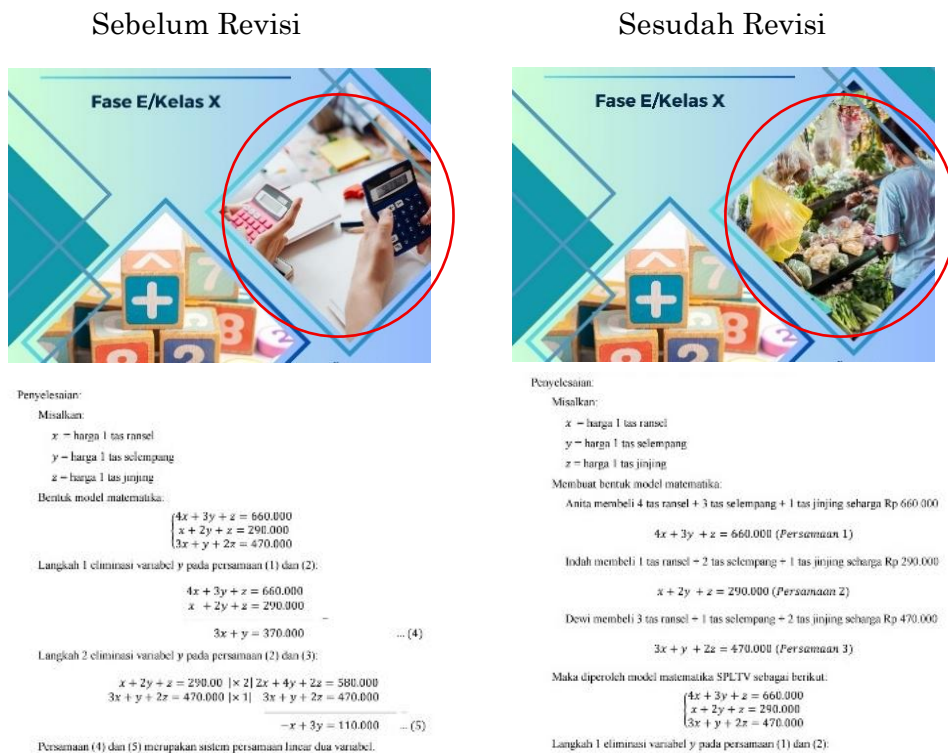 Sebelum Revisi
Fase E/Kelas X
Penyelesaian:
Misalkan:
x = harga 1 tas ransel
y = harga 1 tas selempang
z = harga 1 tas jinjing
Bentuk model matematika:
4x + 3y + z = 660.000
x + 2y + z = 290.000
3x + y + 2z = 470.000
Langkah 1 eliminasi variabel y pada persamaan (1) dan (2):
4x + 3y + z = 660.000
x + 2y + z = 290.000
3x + y = 370.000 ... (4)
Langkah 2 eliminasi variabel y pada persamaan (2) dan (3):
x + 2y + z = 290.00 |× 2| 2x + 4y + 2z = 580.000
3x + y + 2z = 470.000 |× 1| 3x + y + 2z = 470.000
−x + 3y = 110.000 ... (5)
Persamaan (4) dan (5) merupakan sistem persamaan linear dua variabel.
Sesudah Revisi
Fase E/Kelas X
Penyelesaian:
Misalkan:
x = harga 1 tas ransel
y = harga 1 tas selempang
z = harga 1 tas jinjing
Membuat bentuk model matematika:
Anita membeli 4 tas ransel + 3 tas selempang + 1 tas jinjing seharga Rp 660.000
4x + 3y + z = 660.000 (Persamaan 1)
Indah membeli 1 tas ransel + 2 tas selempang + 1 tas jinjing seharga Rp 290.000
x + 2y + z = 290.000 (Persamaan 2)
Dewi membeli 3 tas ransel + 1 tas selempang + 2 tas jinjing seharga Rp 470.000
3x + y + 2z = 470.000 (Persamaan 3)
Maka diperoleh model matematika SPLTV sebagai berikut:
4x + 3y + z = 660.000
x + 2y + z = 290.000
3x + y + 2z = 470.000
Langkah 1 eliminasi variabel y pada persamaan (1) dan (2):